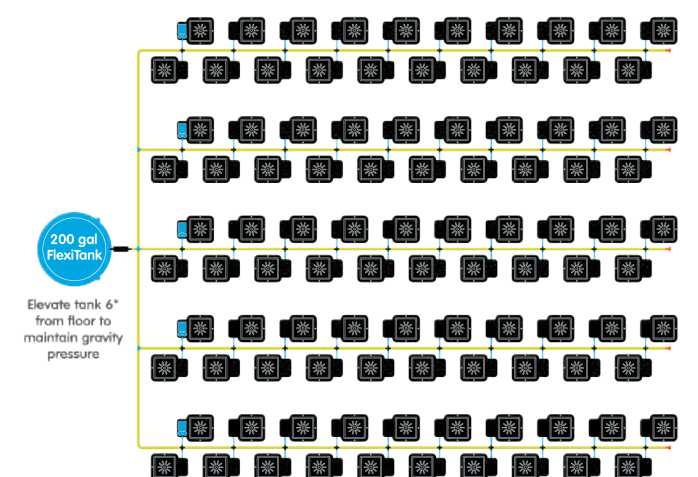 200 gal
FlexiTank
Elevate tank 6"
from floor to
maintain gravity
pressure